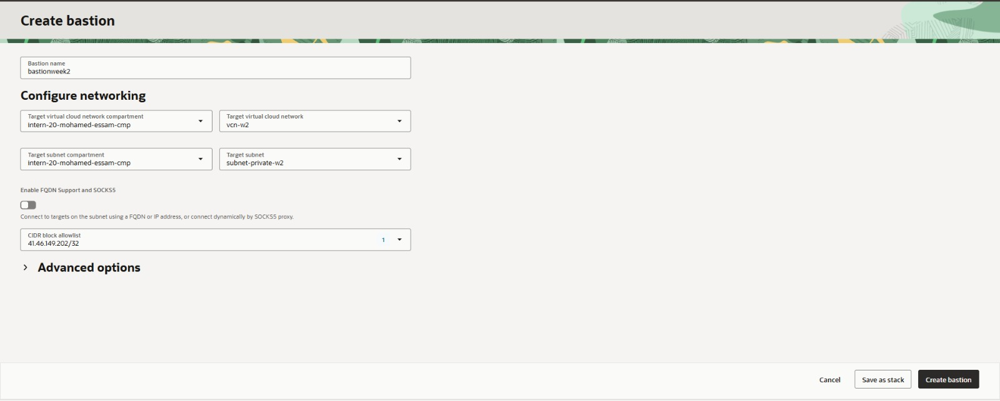 Create bastion
Bastion name
bastionweek2
Configure networking
Target virtual cloud network compartment
intern-20-mohamed-essam-cmp
Target virtual cloud network
vcn-w2
Target subnet compartment
intern-20-mohamed-essam-cmp
Target subnet
subnet-private-w2
Enable FQDN Support and SOCKS5
Connect to targets on the subnet using a FQDN or IP address, or connect dynamically by SOCKS5 proxy.
CIDR block allowlist
41.46.149.202/32
1
Advanced options
Cancel
Save as stack
Create bastion